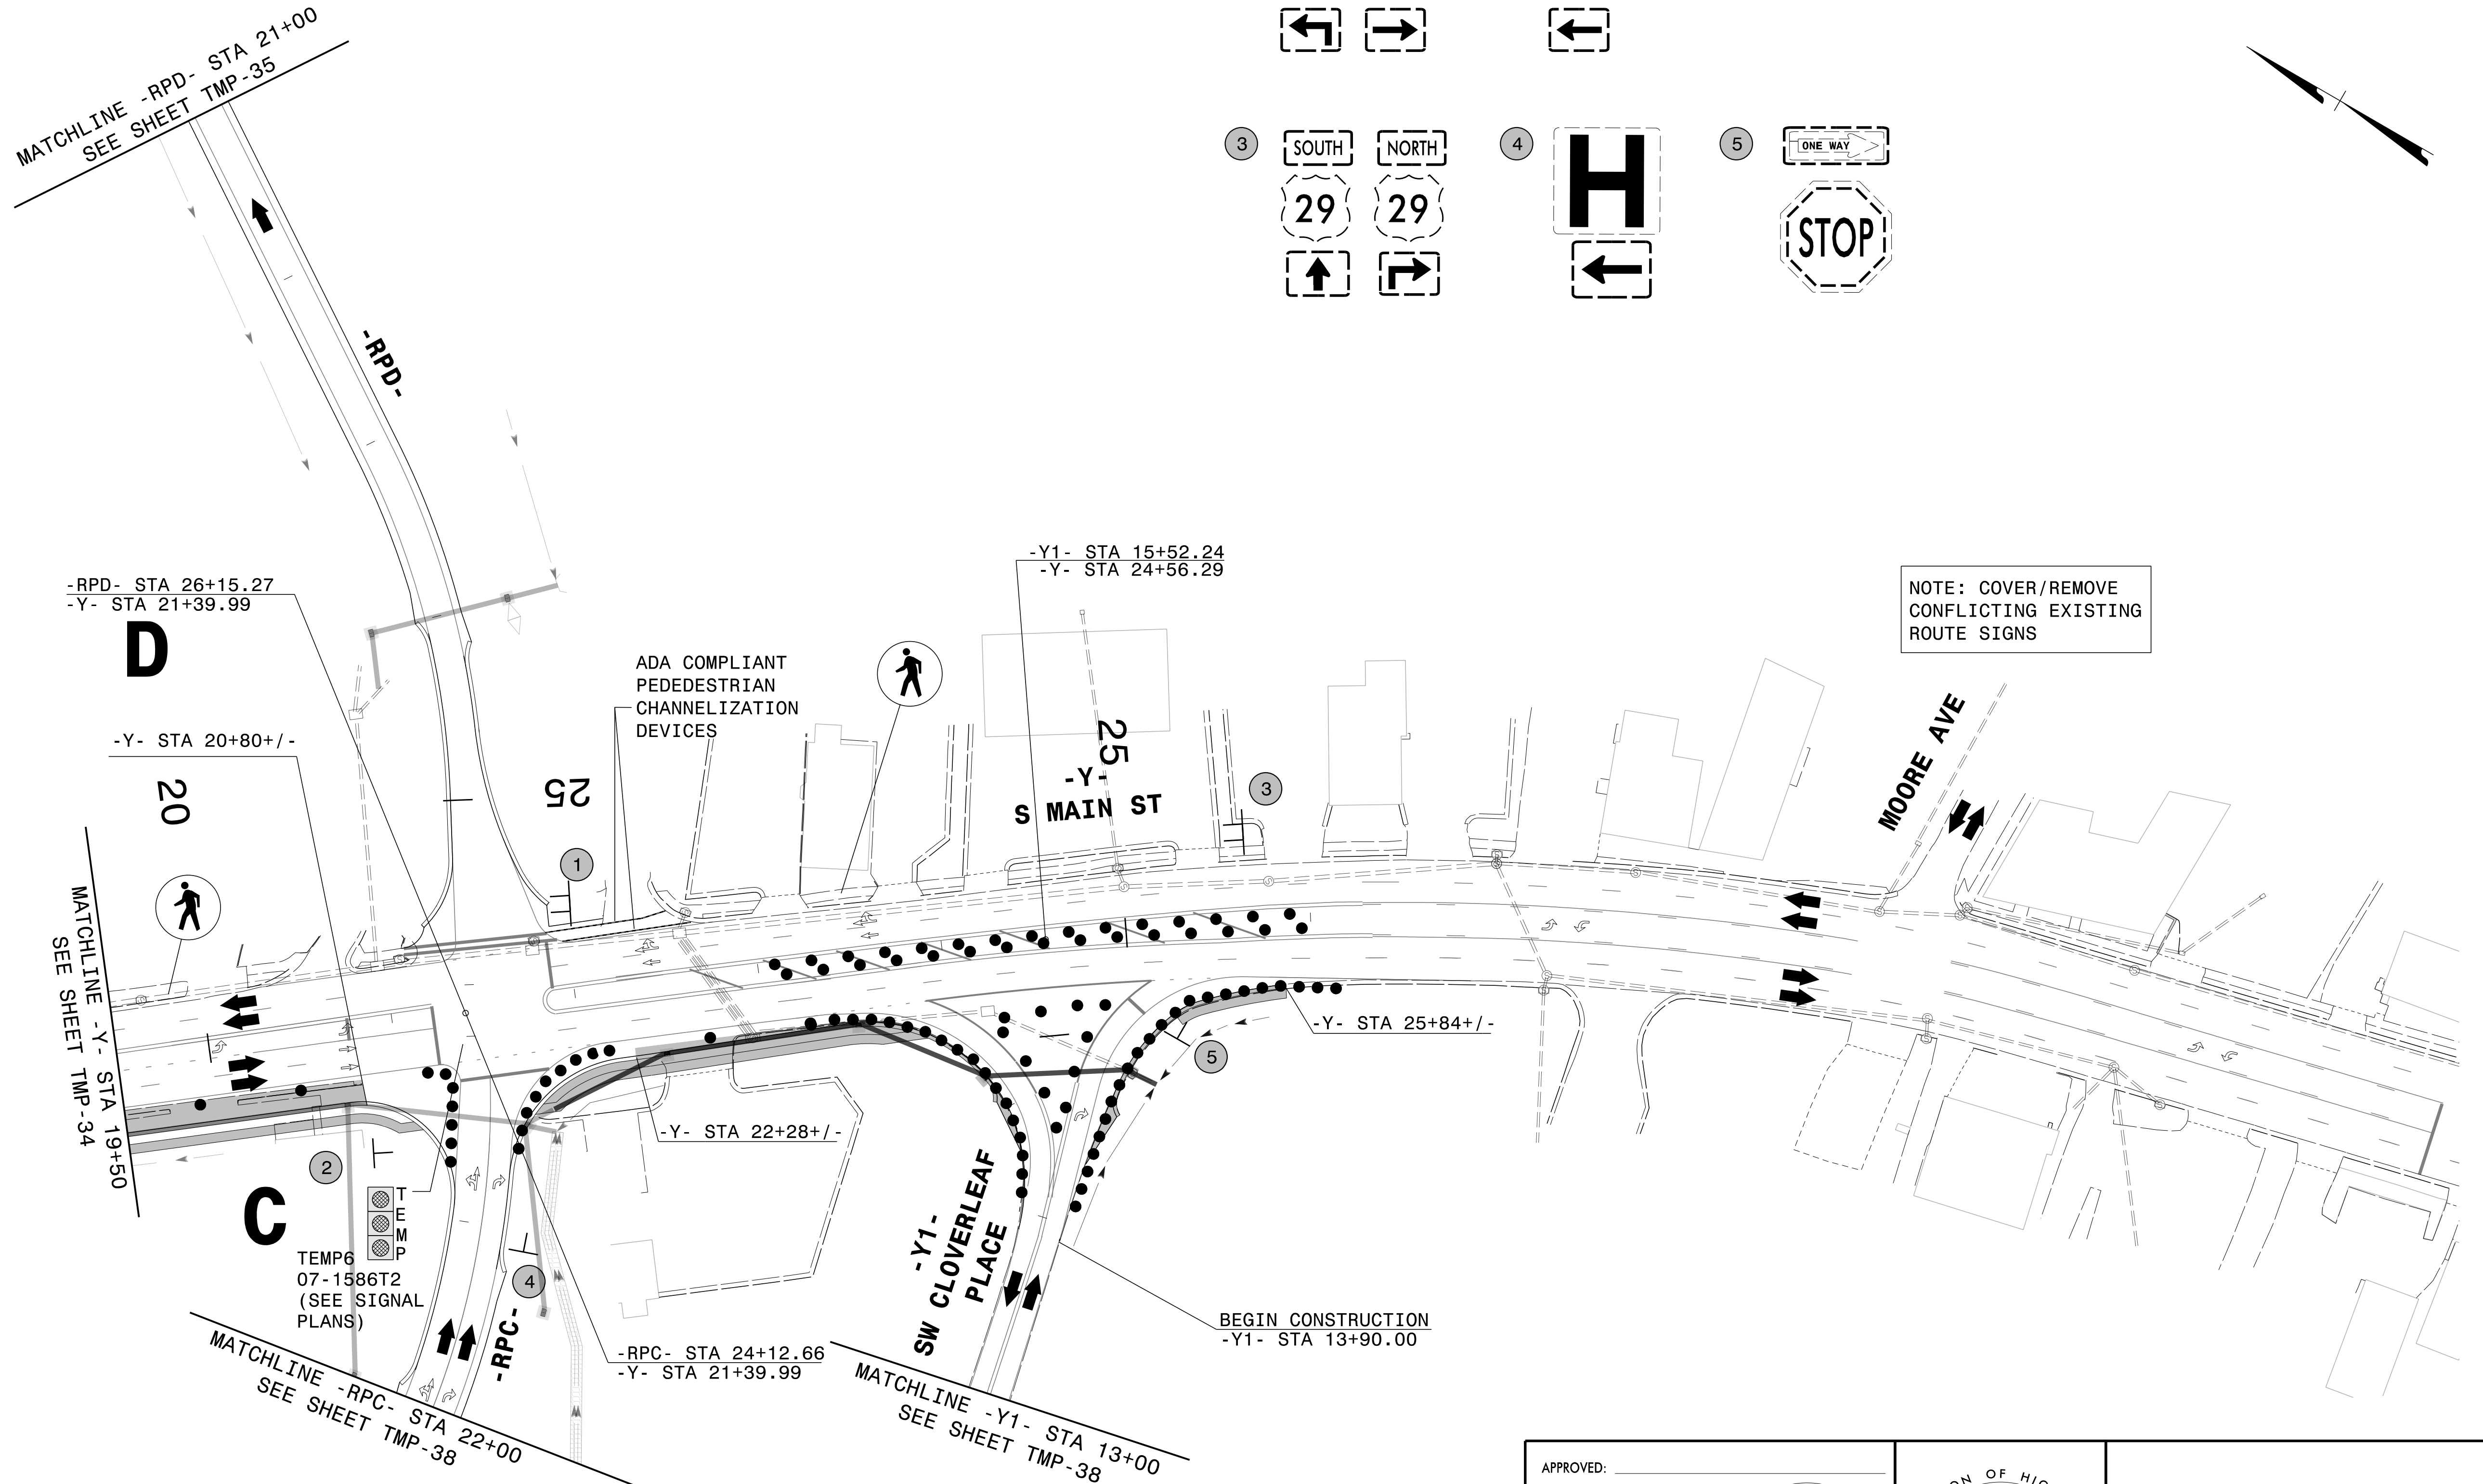 MATCHLINE -RPD- STA 21+00
SEE SHEET TMP-35
3
SOUTH
NORTH
29
29
4
H
5
ONE WAY
STOP
-RPD-
-RPD- STA 26+15.27
-Y- STA 21+39.99
D
-Y- STA 20+80+/-
20
25
ADA COMPLIANT
PEDEDESTRIAN
CHANNELIZATION
DEVICES
-Y1- STA 15+52.24
-Y- STA 24+56.29
25
-Y-
S MAIN ST
NOTE: COVER/REMOVE
CONFLICTING EXISTING
ROUTE SIGNS
MOORE AVE
1
3
MATCHLINE -Y- STA 19+50
SEE SHEET TMP-34
-Y- STA 25+84+/-
5
-Y- STA 22+28+/-
2
C
TEMP
TEMP6
07-1586T2
(SEE SIGNAL
PLANS)
4
-RPC-
-Y1-
SW CLOVERLEAF
PLACE
BEGIN CONSTRUCTION
-Y1- STA 13+90.00
-RPC- STA 24+12.66
-Y- STA 21+39.99
MATCHLINE -RPC- STA 22+00
SEE SHEET TMP-38
MATCHLINE -Y1- STA 13+00
SEE SHEET TMP-38
APPROVED:
OF